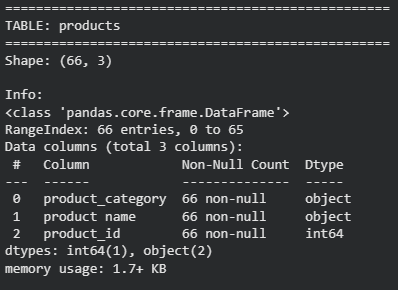 ==================================================
TABLE: products
==================================================
Shape: (66, 3)
Info:
<class 'pandas.core.frame.DataFrame'>
RangeIndex: 66 entries, 0 to 65
Data columns (total 3 columns):
 #   Column            Non-Null Count  Dtype
---  ------            --------------  -----
 0   product_category  66 non-null     object
 1   product name      66 non-null     object
 2   product_id        66 non-null     int64
dtypes: int64(1), object(2)
memory usage: 1.7+ KB